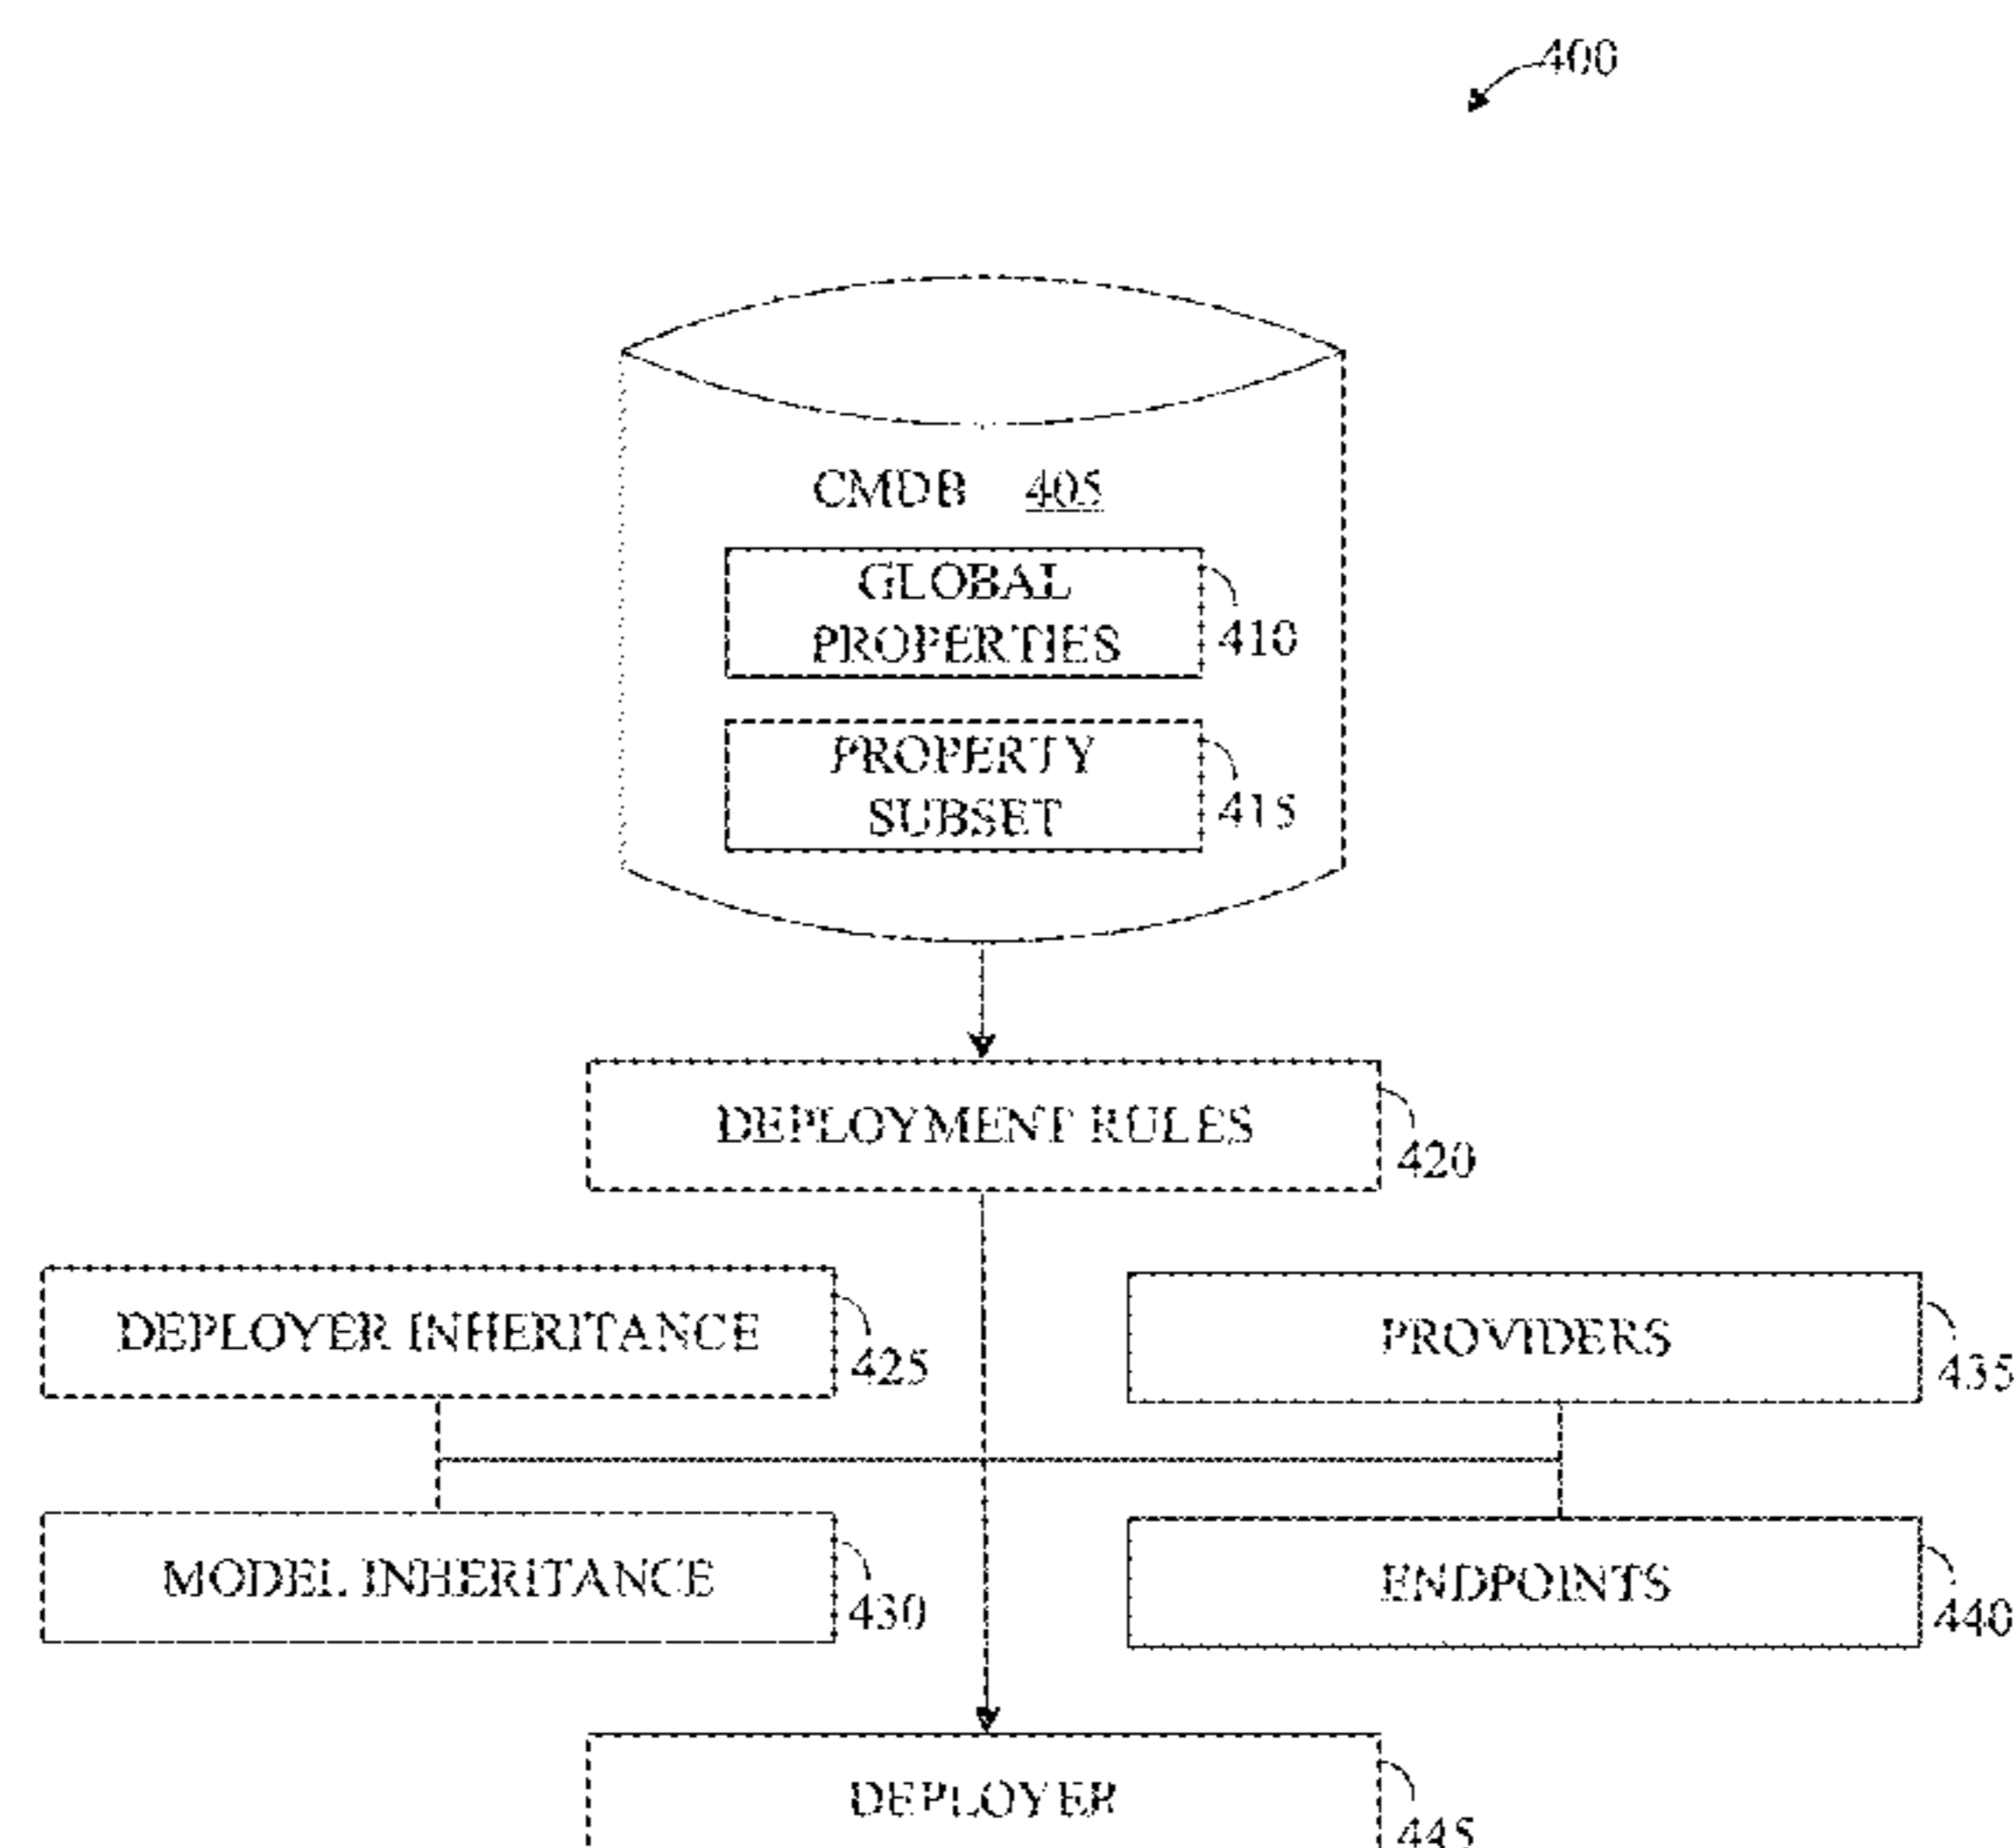 400
CMDB 405
GLOBAL
PROPERTIES
410
PROPERTY
SUBSET
415
DEPLOYMENT RULES
420
DEPLOYER INHERITANCE
425
PROVIDERS
435
MODEL INHERITANCE
430
ENDPOINTS
440
DEPLOYER
445